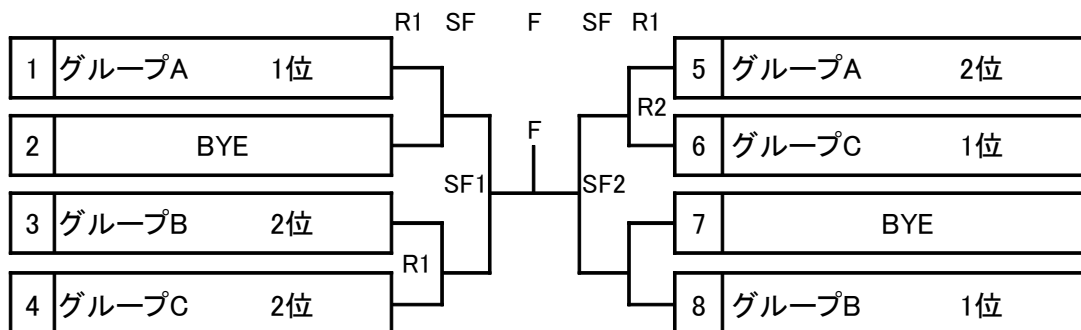 R1 SF F SF R1
1 グループA 1位
5 グループA 2位
R2
2 BYE
F
6 グループC 1位
SF1
SF2
3 グループB 2位
7 BYE
R1
4 グループC 2位
8 グループB 1位